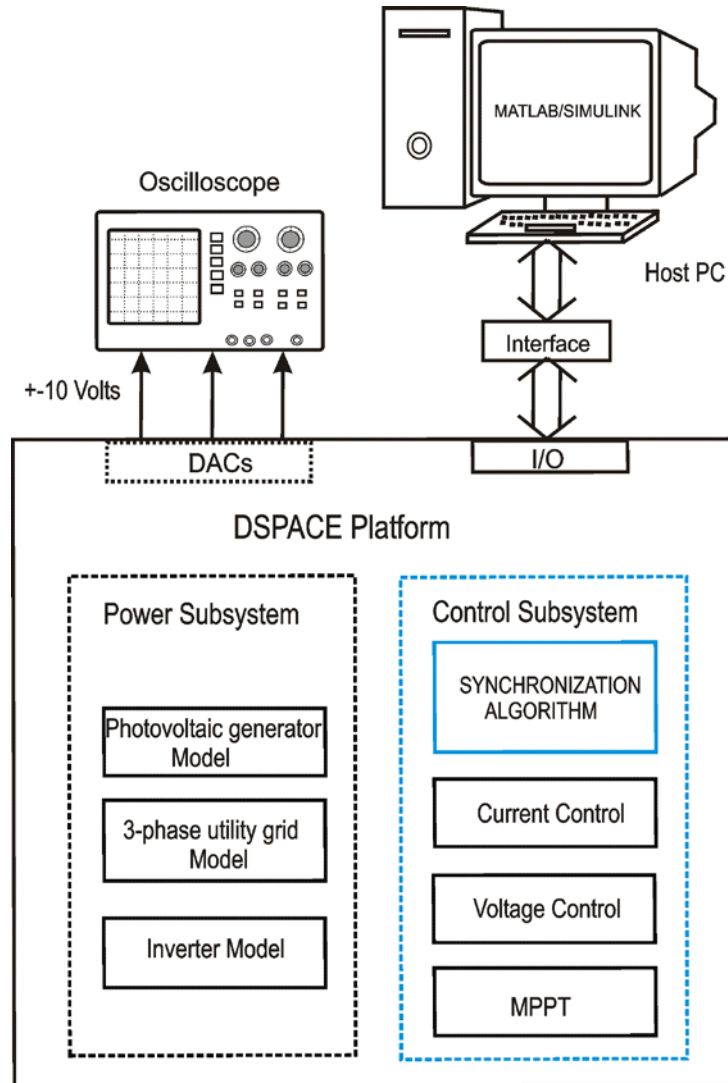 MATLAB/SIMULINK
Oscilloscope
Host PC
Interface
+-10 Volts
DACs
I/O
DSPACE Platform
Power Subsystem
Photovoltaic generator
Model
3-phase utility grid
Model
Inverter Model
Control Subsystem
SYNCHRONIZATION
ALGORITHM
Current Control
Voltage Control
MPPT